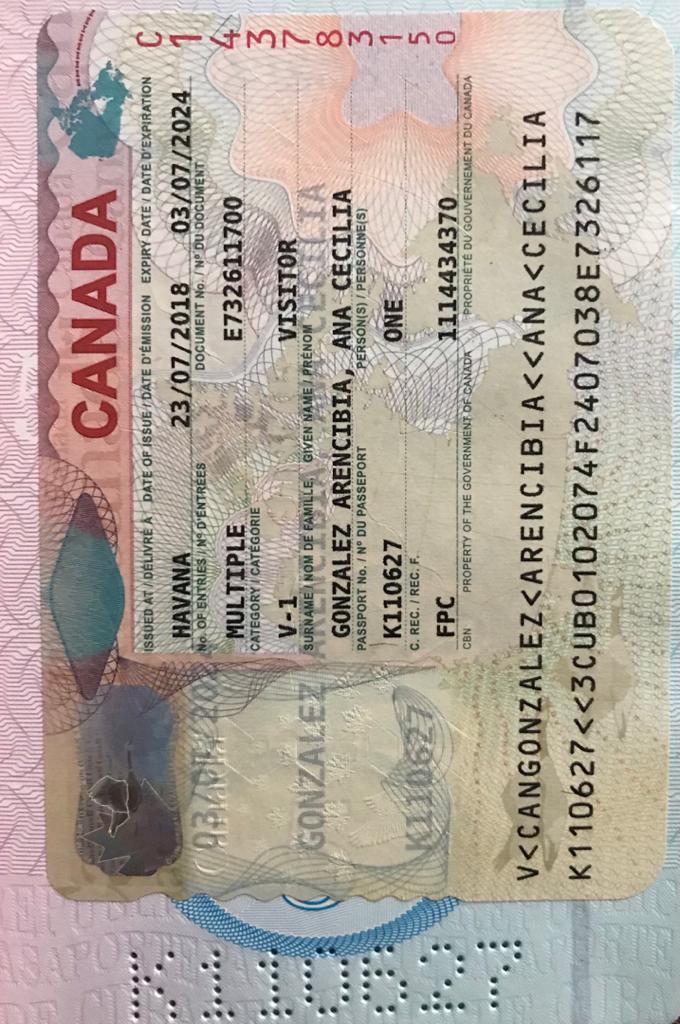 CANADA
C143783150
ISSUED AT / DÉLIVRÉ À DATE OF ISSUE / DATE D'ÉMISSION EXPIRY DATE / DATE D'EXPIRATION
HAVANA 23/07/2018 03/07/2024
No. OF ENTRIES / Nº D'ENTRÉES DOCUMENT No. / Nº DU DOCUMENT
MULTIPLE E732611700
CATEGORY / CATÉGORIE
V-1 VISITOR
SURNAME / NOM DE FAMILLE, GIVEN NAME / PRÉNOM
GONZALEZ ARENCIBIA, ANA CECILIA
PASSPORT No. / Nº DU PASSEPORT PERSON(S) / PERSONNE(S)
K110627 ONE
C. REC. / REC. F.
FPC 1114434370
CBN PROPERTY OF THE GOVERNMENT OF CANADA PROPRIÉTÉ DU GOUVERNEMENT DU CANADA
GONZALEZ
K110627
V<CANGONZALEZ<ARENCIBIA<<ANA<CECILIA
K110627<<3CUB0102074F2407038E7326117
K110627